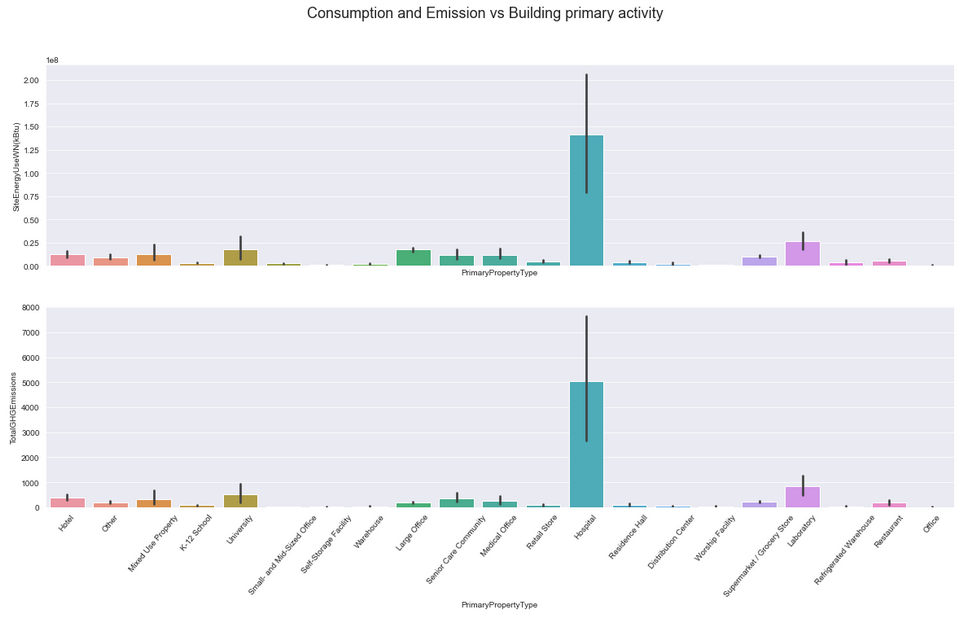 Consumption and Emission vs Building primary activity
1e8
2.00
1.75
1.50
1.25
1.00
0.75
0.50
0.25
0.00
SiteEnergyUseWN(kBtu)
PrimaryPropertyType
8000
7000
6000
5000
4000
3000
2000
1000
0
TotalGHGEmissions
Hotel
Other
Mixed Use Property
K-12 School
University
Small- and Mid-Sized Office
Self-Storage Facility
Warehouse
Large Office
Senior Care Community
Medical Office
Retail Store
Hospital
Residence Hall
Distribution Center
Worship Facility
Supermarket / Grocery Store
Laboratory
Refrigerated Warehouse
Restaurant
Office
PrimaryPropertyType